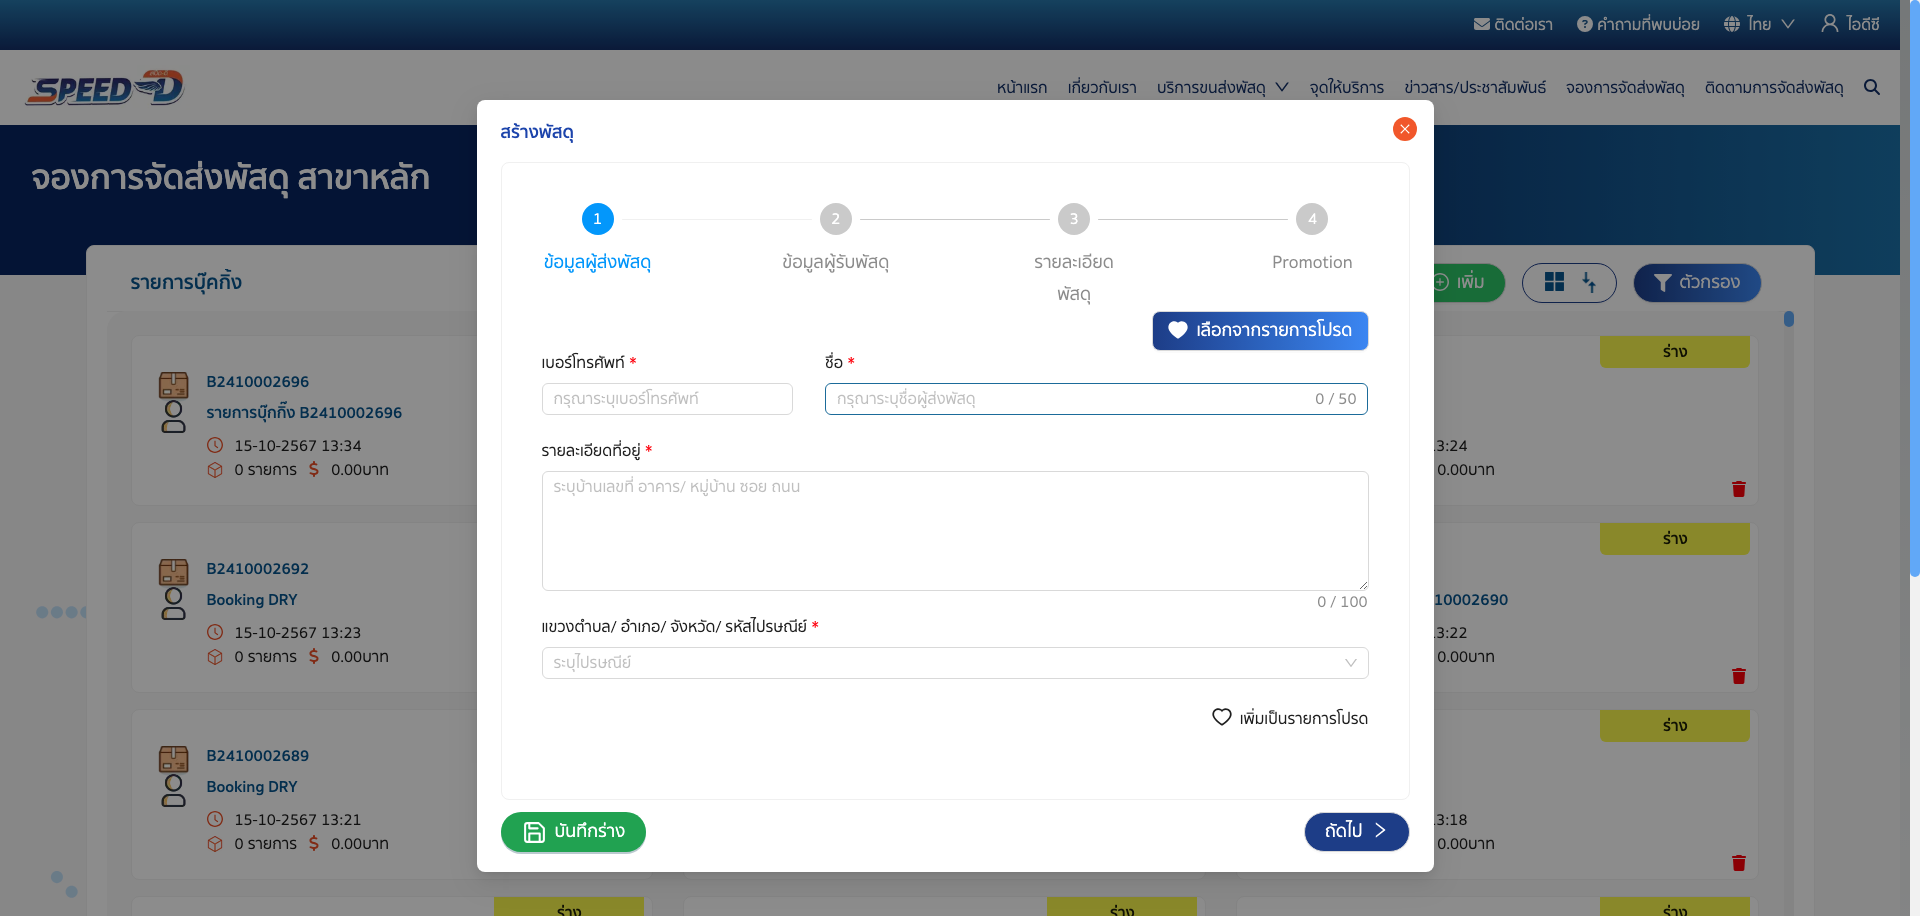 ติดต่อเรา คำถามที่พบบ่อย ไทย ไอดีซี
SPEED-D
หน้าแรก เกี่ยวกับเรา บริการขนส่งพัสดุ จุดให้บริการ ข่าวสาร/ประชาสัมพันธ์ จองการจัดส่งพัสดุ ติดตามการจัดส่งพัสดุ
จองการจัดส่งพัสดุ สาขาหลัก
รายการบุ๊คกิ้ง
เพิ่ม ตัวกรอง
สร้างพัสดุ
1 2 3 4
ข้อมูลผู้ส่งพัสดุ ข้อมูลผู้รับพัสดุ รายละเอียด Promotion
พัสดุ
เลือกจากรายการโปรด
เบอร์โทรศัพท์ * ชื่อ *
กรุณาระบุเบอร์โทรศัพท์ กรุณาระบุชื่อผู้ส่งพัสดุ 0 / 50
รายละเอียดที่อยู่ *
ระนุบ้านเลขที่ อาคาร/ หมู่บ้าน ซอย ถนน
0 / 100
แขวงตำบล/ อำเภอ/ จังหวัด/ รหัสไปรษณีย์ *
ระนุไปรษณีย์
เพิ่มเป็นรายการโปรด
บันทึกร่าง ถัดไป
B2410002696
รายการบุ๊กกิ้ง B2410002696
15-10-2567 13:34
0 รายการ $ 0.00บาท
B2410002692
Booking DRY
15-10-2567 13:23
0 รายการ $ 0.00บาท
B2410002689
Booking DRY
15-10-2567 13:21
0 รายการ $ 0.00บาท
ร่าง
3:24
0.00บาท
ร่าง
10002690
3:22
0.00บาท
ร่าง
3:18
0.00บาท
ร่าง ร่าง ร่าง